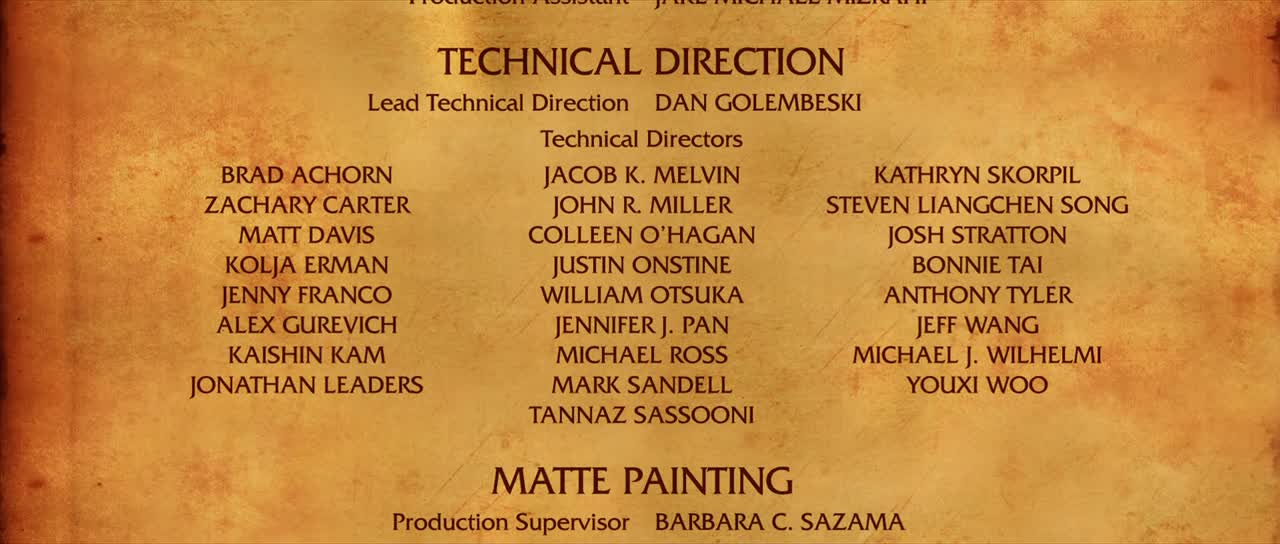 Production Assistant JAKE MICHAEL MIZRAHI
TECHNICAL DIRECTION
Lead Technical Direction DAN GOLEMBESKI
Technical Directors
BRAD ACHORN JACOB K. MELVIN KATHRYN SKORPIL
ZACHARY CARTER JOHN R. MILLER STEVEN LIANGCHEN SONG
MATT DAVIS COLLEEN O’HAGAN JOSH STRATTON
KOLJA ERMAN JUSTIN ONSTINE BONNIE TAI
JENNY FRANCO WILLIAM OTSUKA ANTHONY TYLER
ALEX GUREVICH JENNIFER J. PAN JEFF WANG
KAISHIN KAM MICHAEL ROSS MICHAEL J. WILHELMI
JONATHAN LEADERS MARK SANDELL YOUXI WOO
TANNAZ SASSOONI
MATTE PAINTING
Production Supervisor BARBARA C. SAZAMA